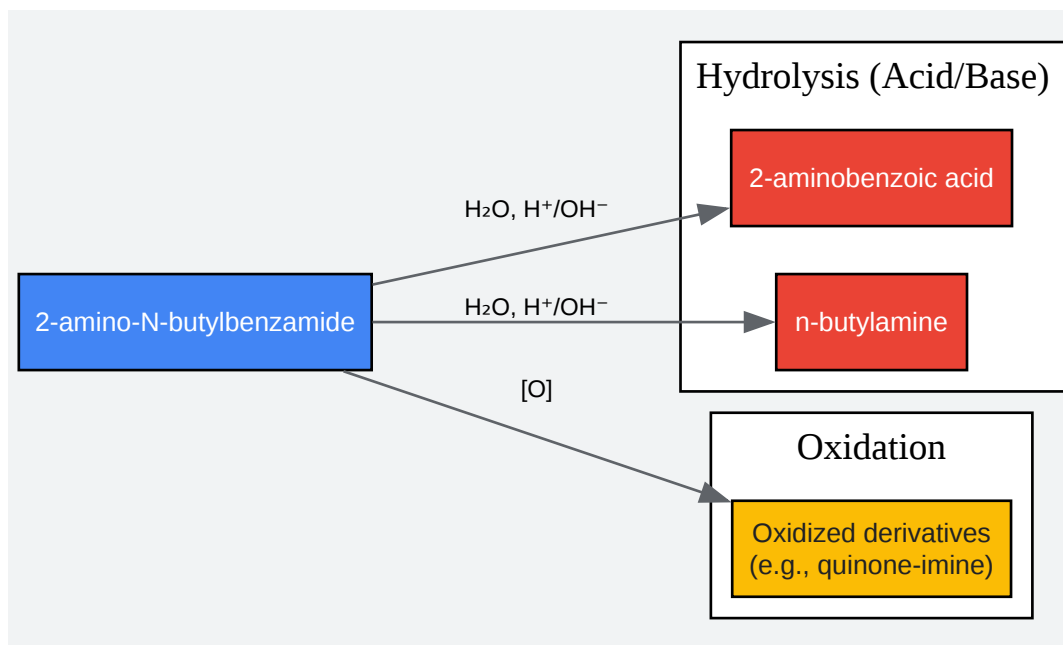 Hydrolysis (Acid/Base)
2-aminobenzoic acid
H₂O, H⁺/OH⁻
2-amino-N-butylbenzamide
H₂O, H⁺/OH⁻
n-butylamine
[O]
Oxidation
Oxidized derivatives
(e.g., quinone-imine)